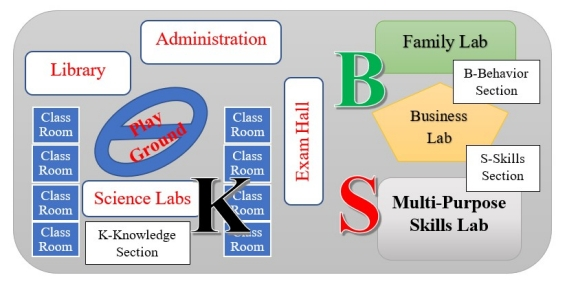 Administration
Family Lab
Library
B
B-Behavior
Section
Business
Lab
Class
Room
Play
Ground
Class
Room
Exam Hall
Class
Room
Class
Room
S-Skills
Section
Class
Room
Science Labs
K
Class
Room
S
Multi-Purpose
Skills Lab
Class
Room
K-Knowledge
Section
Class
Room